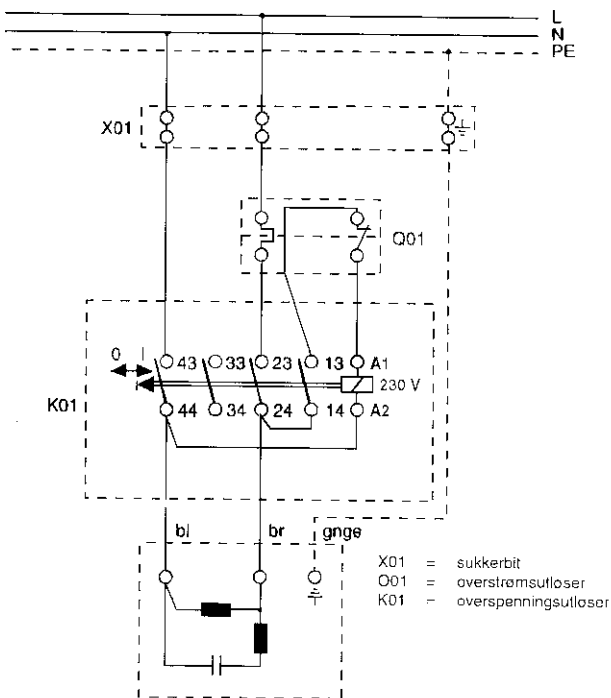 L
N
PE
X01
Q01
0 I
43 33 23 13 A1
230 V
K01
44 34 24 14 A2
bl br gnge
X01 = sukkerbit
O01 = overstrømsutløser
K01 = overspenningsutløser